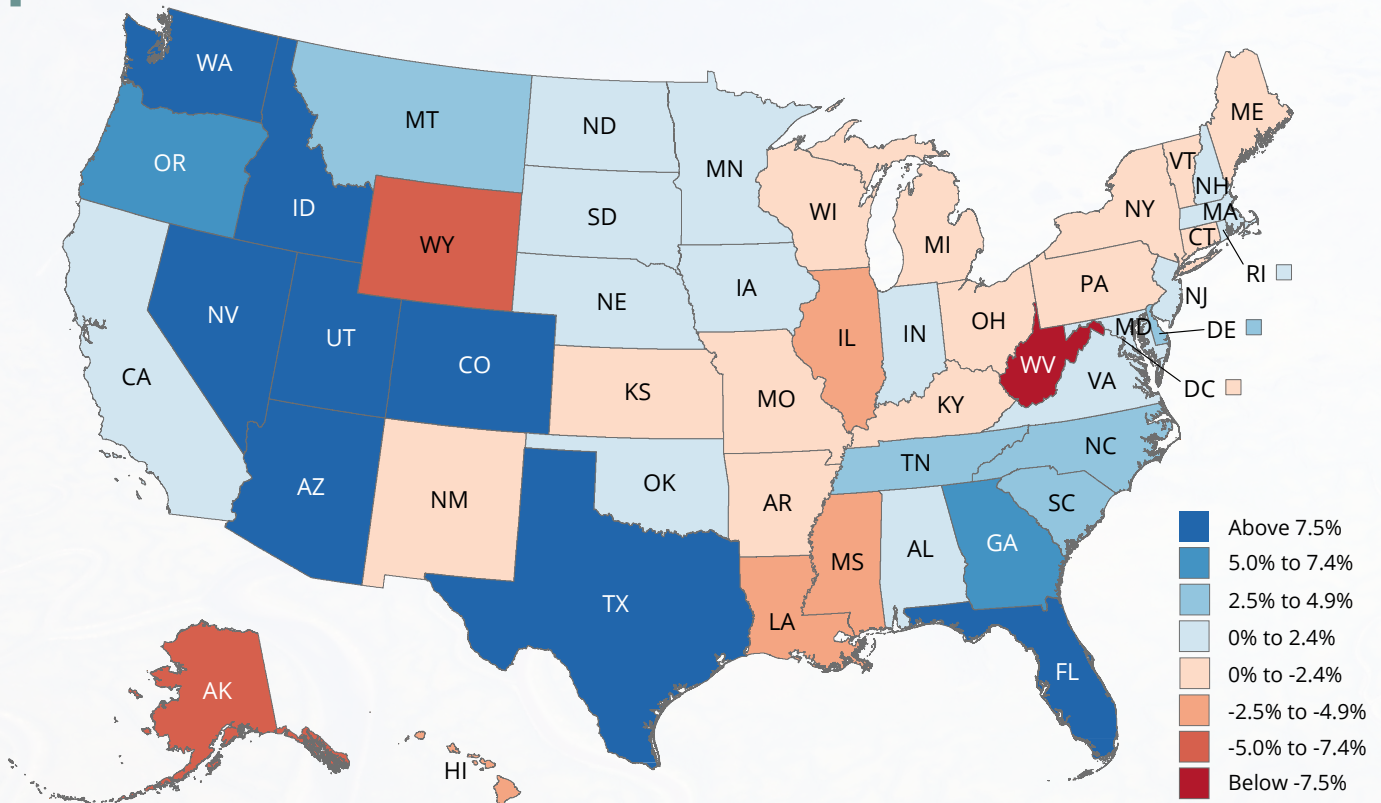 WA
MT
ND
MN
ME
OR
ID
SD
WI
VT
NH
MA
NY
MI
CT
WY
RI
IA
PA
NE
NJ
NV
UT
IL
IN
OH
MD
DE
CO
WV
CA
KS
MO
VA
DC
KY
NC
TN
AZ
NM
OK
AR
SC
GA
AL
MS
TX
LA
FL
AK
HI
Above 7.5%
5.0% to 7.4%
2.5% to 4.9%
0% to 2.4%
0% to -2.4%
-2.5% to -4.9%
-5.0% to -7.4%
Below -7.5%